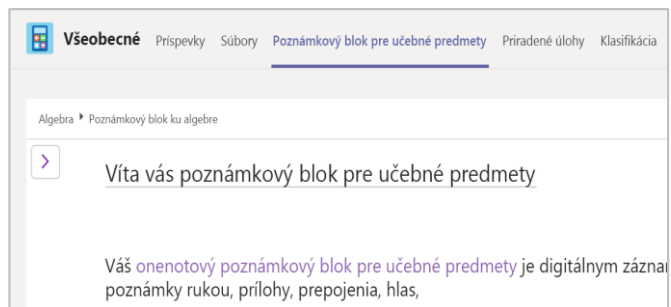 Všeobecné Príspevky Súbory Poznámkový blok pre učebné predmety Priradené úlohy Klasifikácia
Algebra Poznámkový blok ku algebre
Víta vás poznámkový blok pre učebné predmety
Váš onenotový poznámkový blok pre učebné predmety je digitálnym
poznámky rukou, prílohy, prepojenia, hlas,